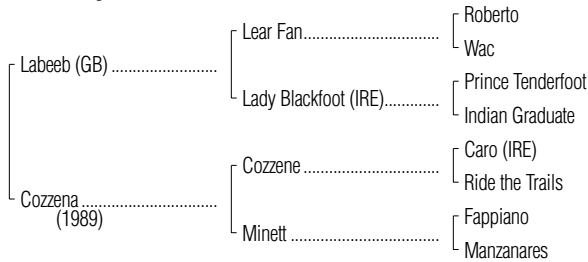 Roberto
Lear Fan
Wac
Labeeb (GB)
Prince Tenderfoot
Lady Blackfoot (IRE)
Indian Graduate
Caro (IRE)
Cozzene
Ride the Trails
Cozzena
(1989)
Fappiano
Minett
Manzanares